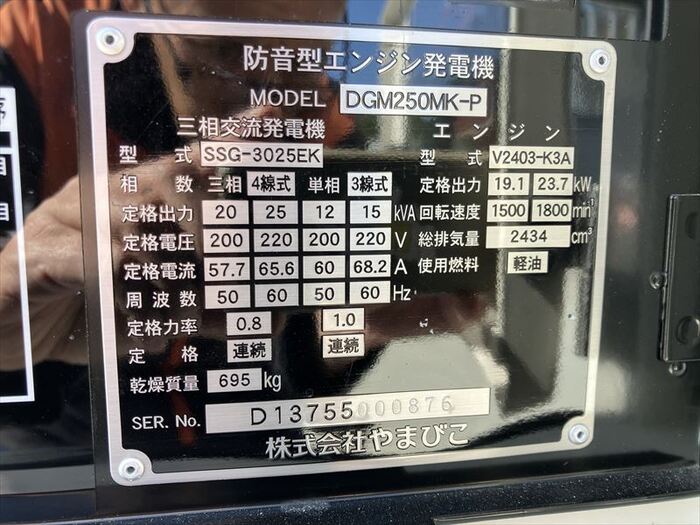 防音型エンジン発電機
MODEL DGM250MK-P
三相交流発電機
型式 SSG-3025EK
相数 三相 4線式 単相 3線式
定格出力 20 25 12 15 kVA
定格電圧 200 220 200 220 V
定格電流 57.7 65.6 60 68.2 A
周波数 50 60 50 60 Hz
定格力率 0.8 1.0
定格 連続 連続
乾燥質量 695 kg
エンジン
型式 V2403-K3A
定格出力 19.1 23.7 kW
回転速度 1500 1800 min-1
総排気量 2434 cm3
使用燃料 軽油
SER. No. D13755000876
株式会社やまびこ